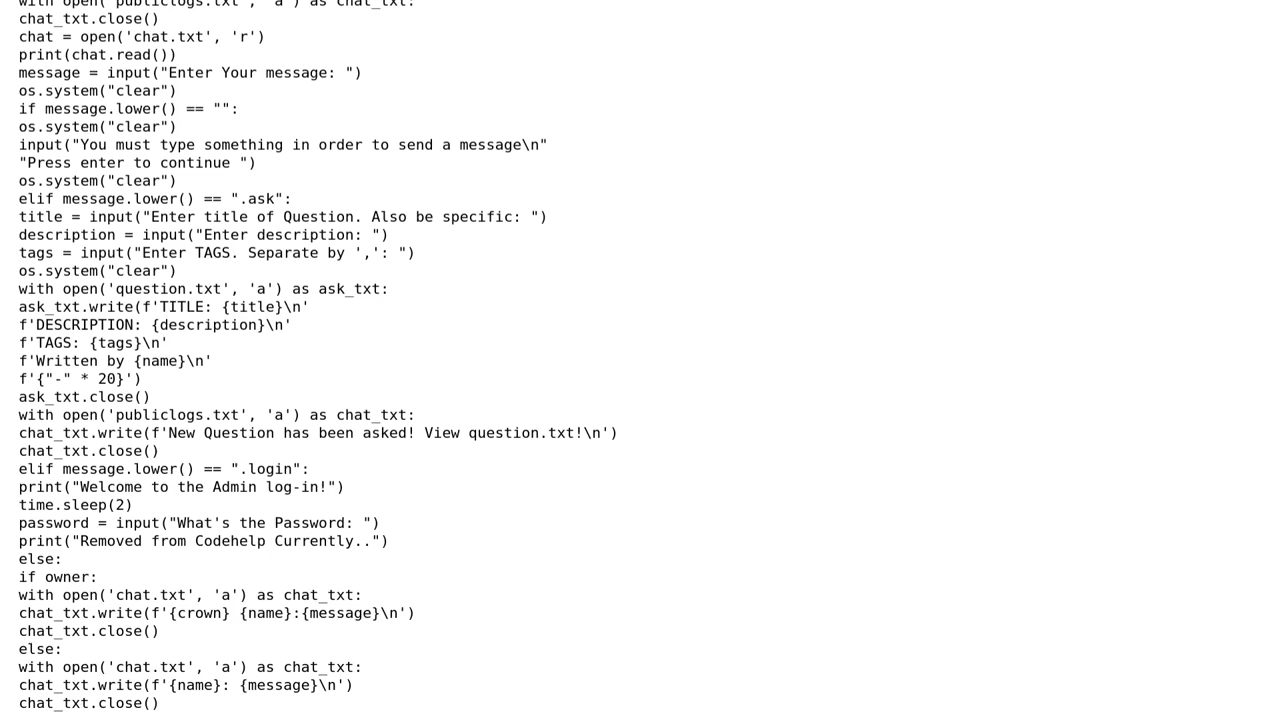 with open('publiclogs.txt', 'a') as chat_txt:
chat_txt.close()
chat = open('chat.txt', 'r')
print(chat.read())
message = input("Enter Your message: ")
os.system("clear")
if message.lower() == "":
os.system("clear")
input("You must type something in order to send a message\n"
"Press enter to continue ")
os.system("clear")
elif message.lower() == ".ask":
title = input("Enter title of Question. Also be specific: ")
description = input("Enter description: ")
tags = input("Enter TAGS. Separate by ',': ")
os.system("clear")
with open('question.txt', 'a') as ask_txt:
ask_txt.write(f'TITLE: {title}\n'
f'DESCRIPTION: {description}\n'
f'TAGS: {tags}\n'
f'Written by {name}\n'
f'{"-" * 20}')
ask_txt.close()
with open('publiclogs.txt', 'a') as chat_txt:
chat_txt.write(f'New Question has been asked! View question.txt!\n')
chat_txt.close()
elif message.lower() == ".login":
print("Welcome to the Admin log-in!")
time.sleep(2)
password = input("What's the Password: ")
print("Removed from Codehelp Currently..")
else:
if owner:
with open('chat.txt', 'a') as chat_txt:
chat_txt.write(f'{crown} {name}:{message}\n')
chat_txt.close()
else:
with open('chat.txt', 'a') as chat_txt:
chat_txt.write(f'{name}: {message}\n')
chat_txt.close()